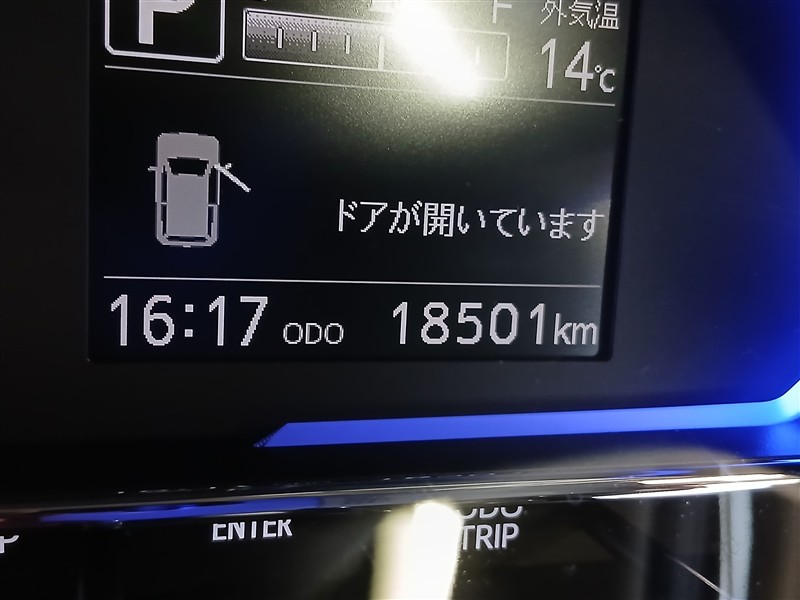 P F 外気温
14℃
ドアが開いています
16:17 ODO 18501km
ENTER
ODO
TRIP